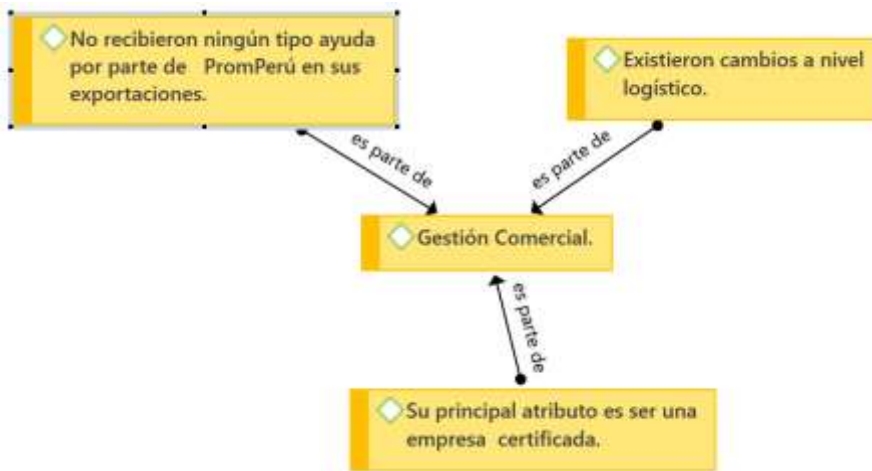 No recibieron ningún tipo ayuda
por parte de PromPerú en sus
exportaciones.
Existieron cambios a nivel
logístico.
es parte de
es parte de
Gestión Comercial.
es parte de
Su principal atributo es ser una
empresa certificada.